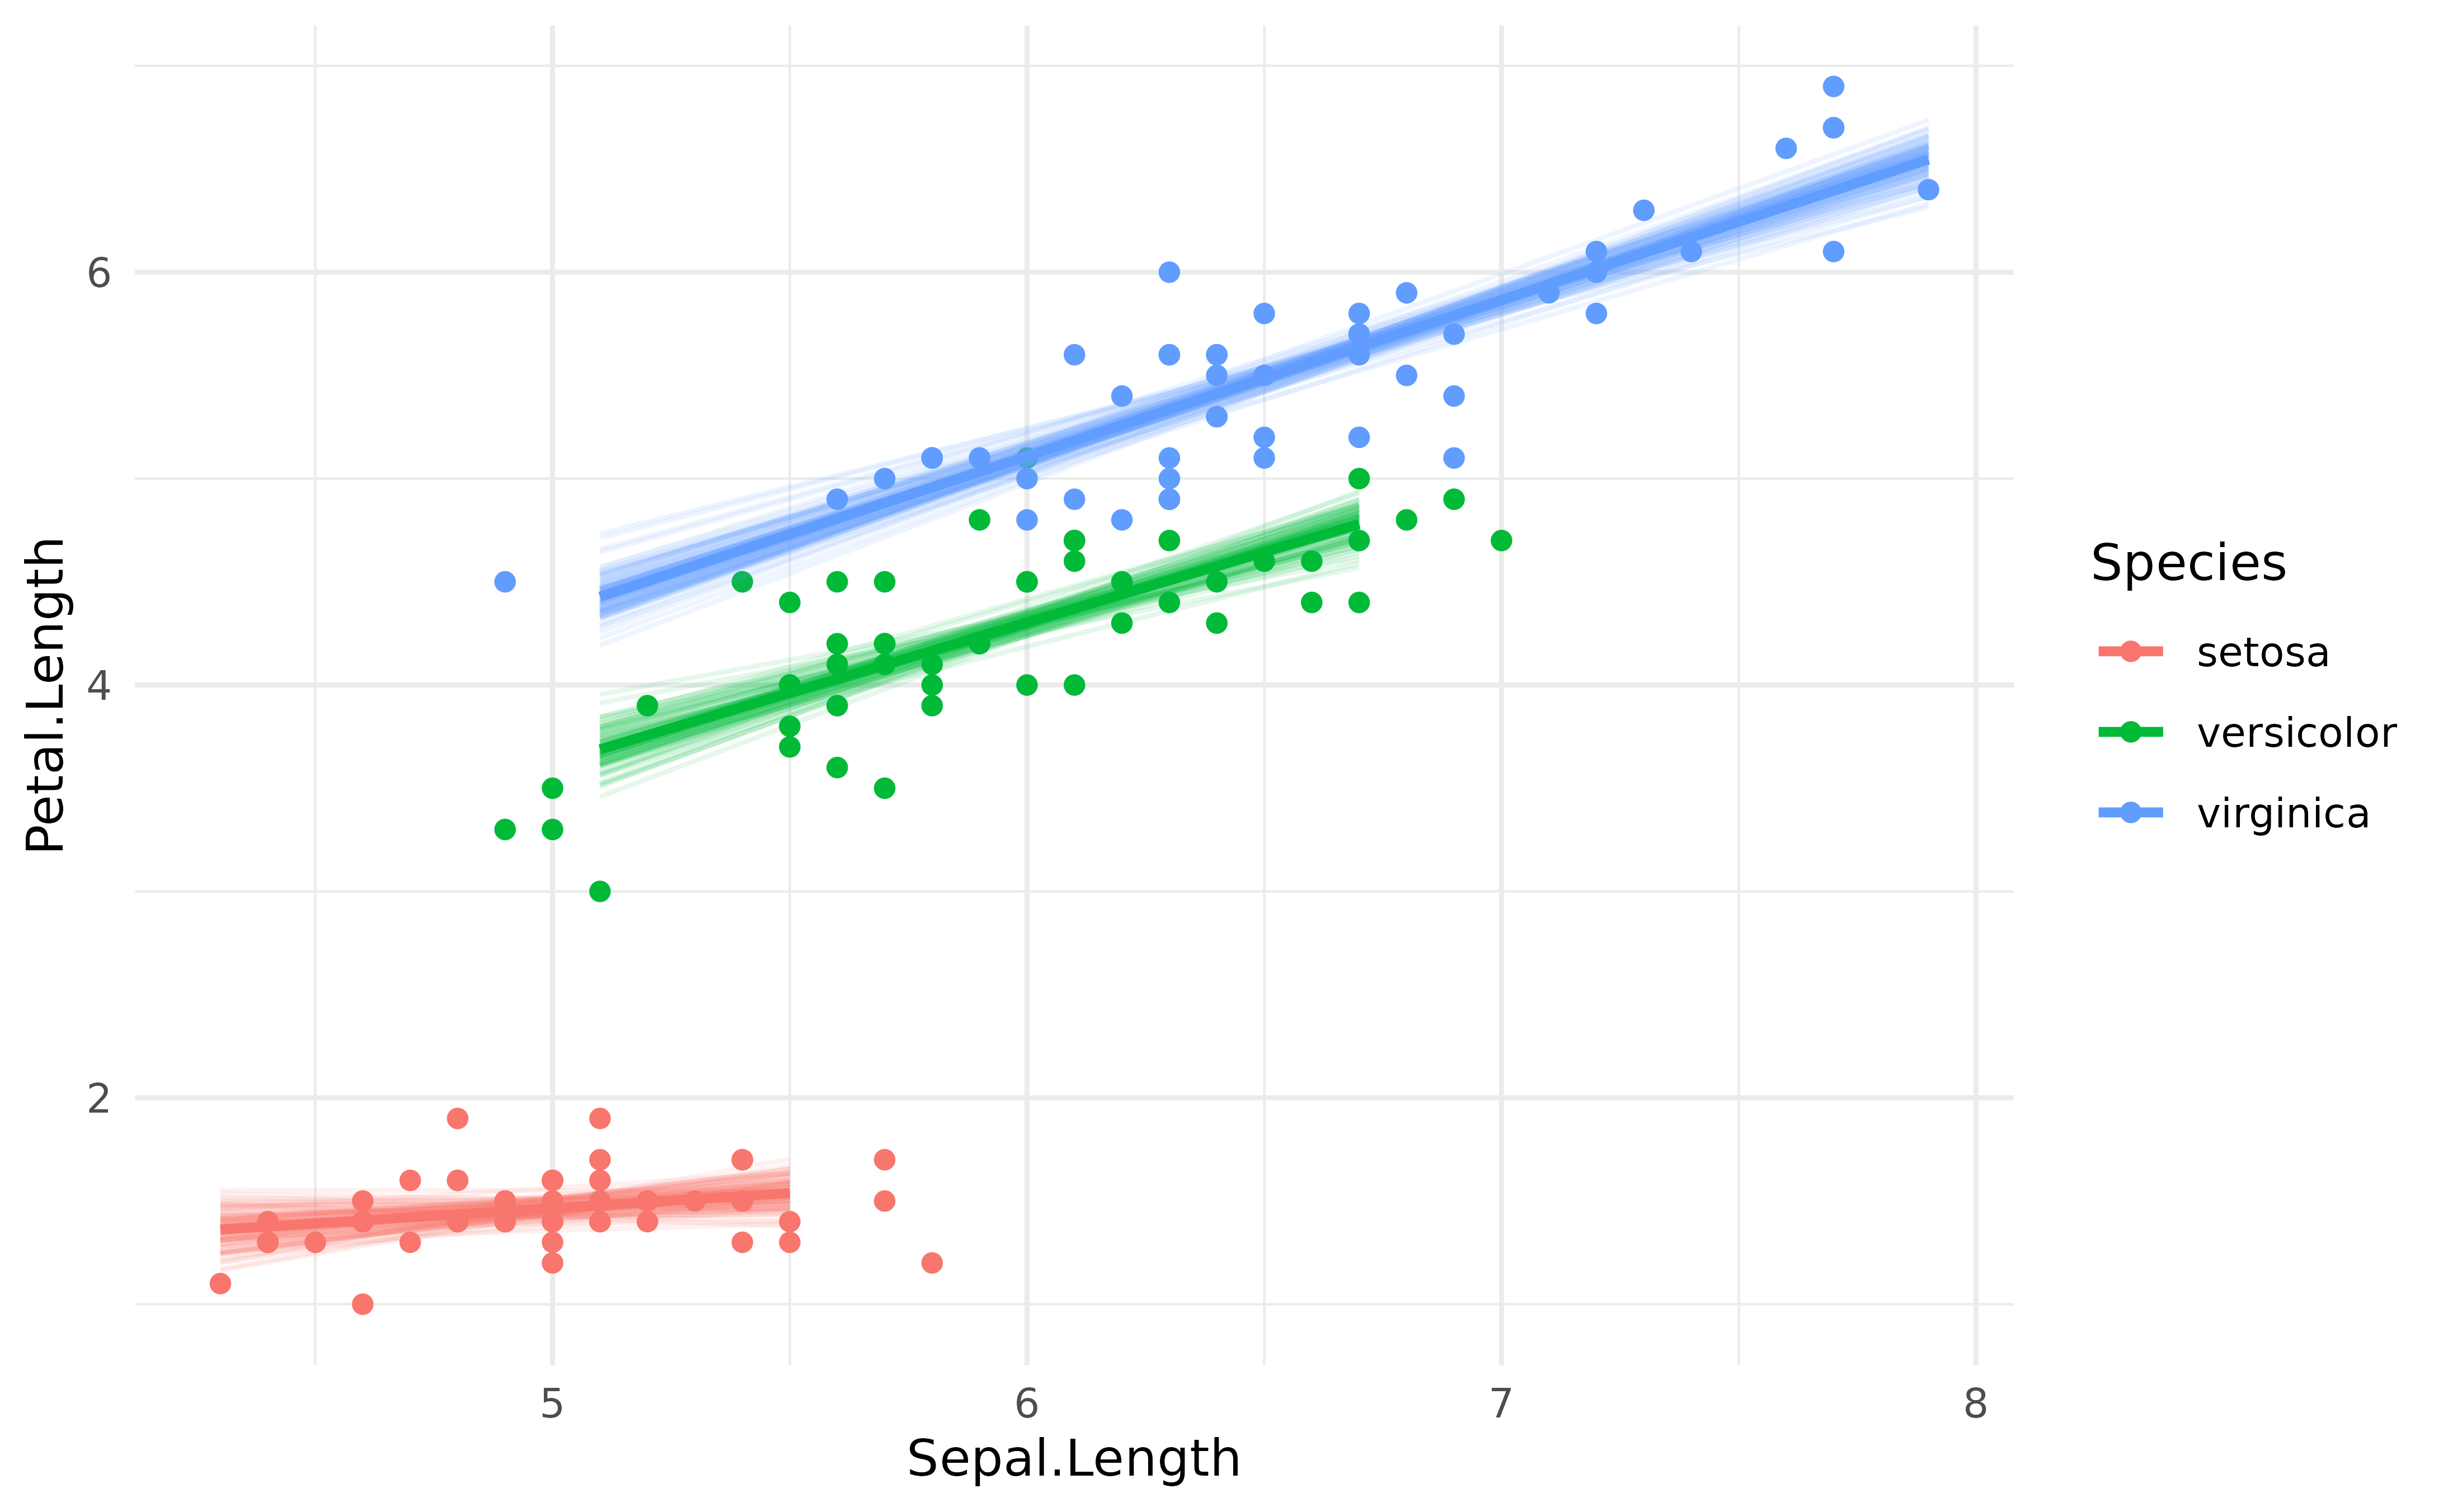 Petal.Length
6
4
2
5 6 7 8
Sepal.Length
Species
setosa
versicolor
virginica